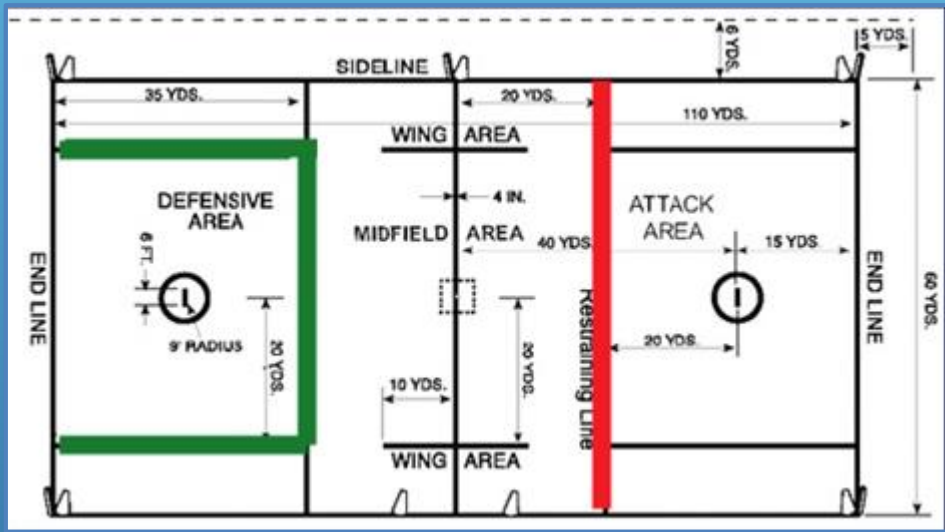 5 YDS.
6 YDS.
SIDELINE
35 YDS.
20 YDS.
110 YDS.
WING AREA
4 IN.
DEFENSIVE
AREA
ATTACK
AREA
MIDFIELD AREA
40 YDS.
15 YDS.
6 FT.
END LINE
END LINE
60 YDS.
9' RADIUS
20 YDS.
20 YDS.
Restraining Line
20 YDS.
10 YDS.
WING AREA